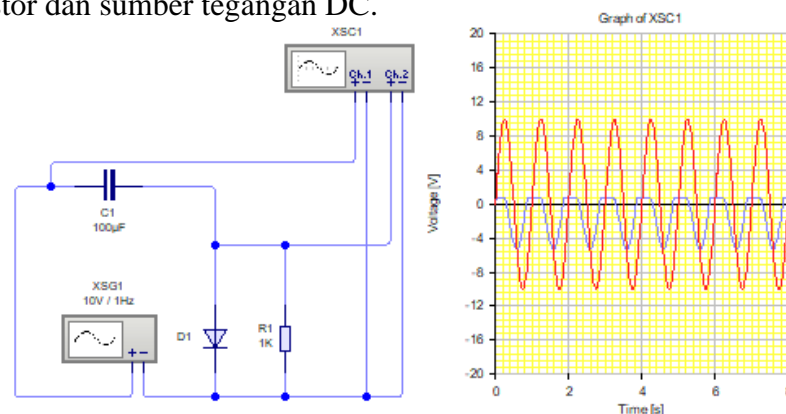 stor dan sumber tegangan DC.
XSC1
Ch.1 Ch.2
+ - + -
C1
100µF
XSG1
10V / 1Hz
+ -
D1
R1
1K
Graph of XSC1
Voltage [V]
20
16
12
8
4
0
-4
-8
-12
-16
-20
0 2 4 6
Time [s]